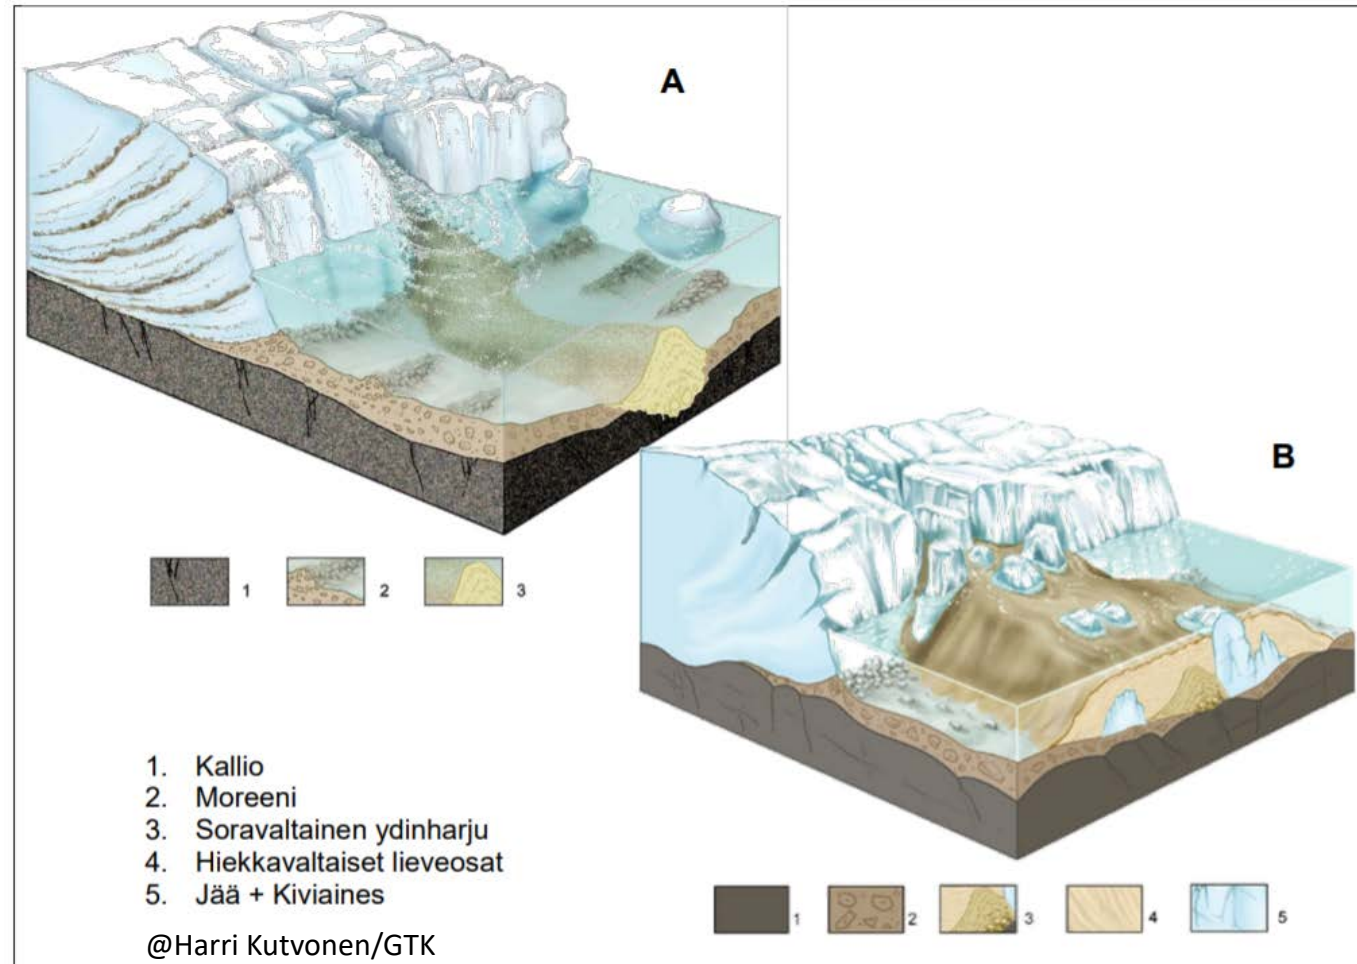 A
B
1 2 3
1. Kallio
2. Moreeni
3. Soravaltainen ydinharju
4. Hiekkavaltaiset lieveosat
5. Jää + Kiviaines
@Harri Kutvonen/GTK
1 2 3 4 5